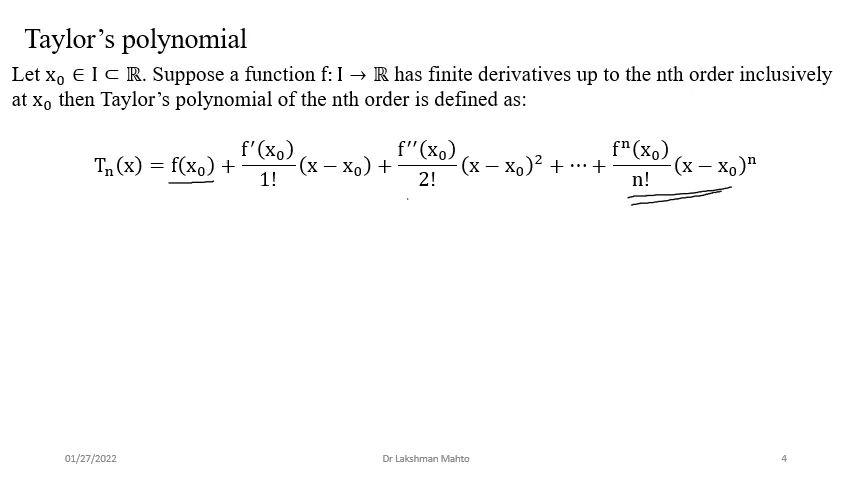 Taylor’s polynomial
Let x₀ ∈ I ⊂ ℝ. Suppose a function f: I → ℝ has finite derivatives up to the nth order inclusively
at x₀ then Taylor’s polynomial of the nth order is defined as:
Tₙ(x) = f(x₀) + f′(x₀)/1! (x − x₀) + f′′(x₀)/2! (x − x₀)² + ⋯ + fⁿ(x₀)/n! (x − x₀)ⁿ
01/27/2022 Dr Lakshman Mahto 4